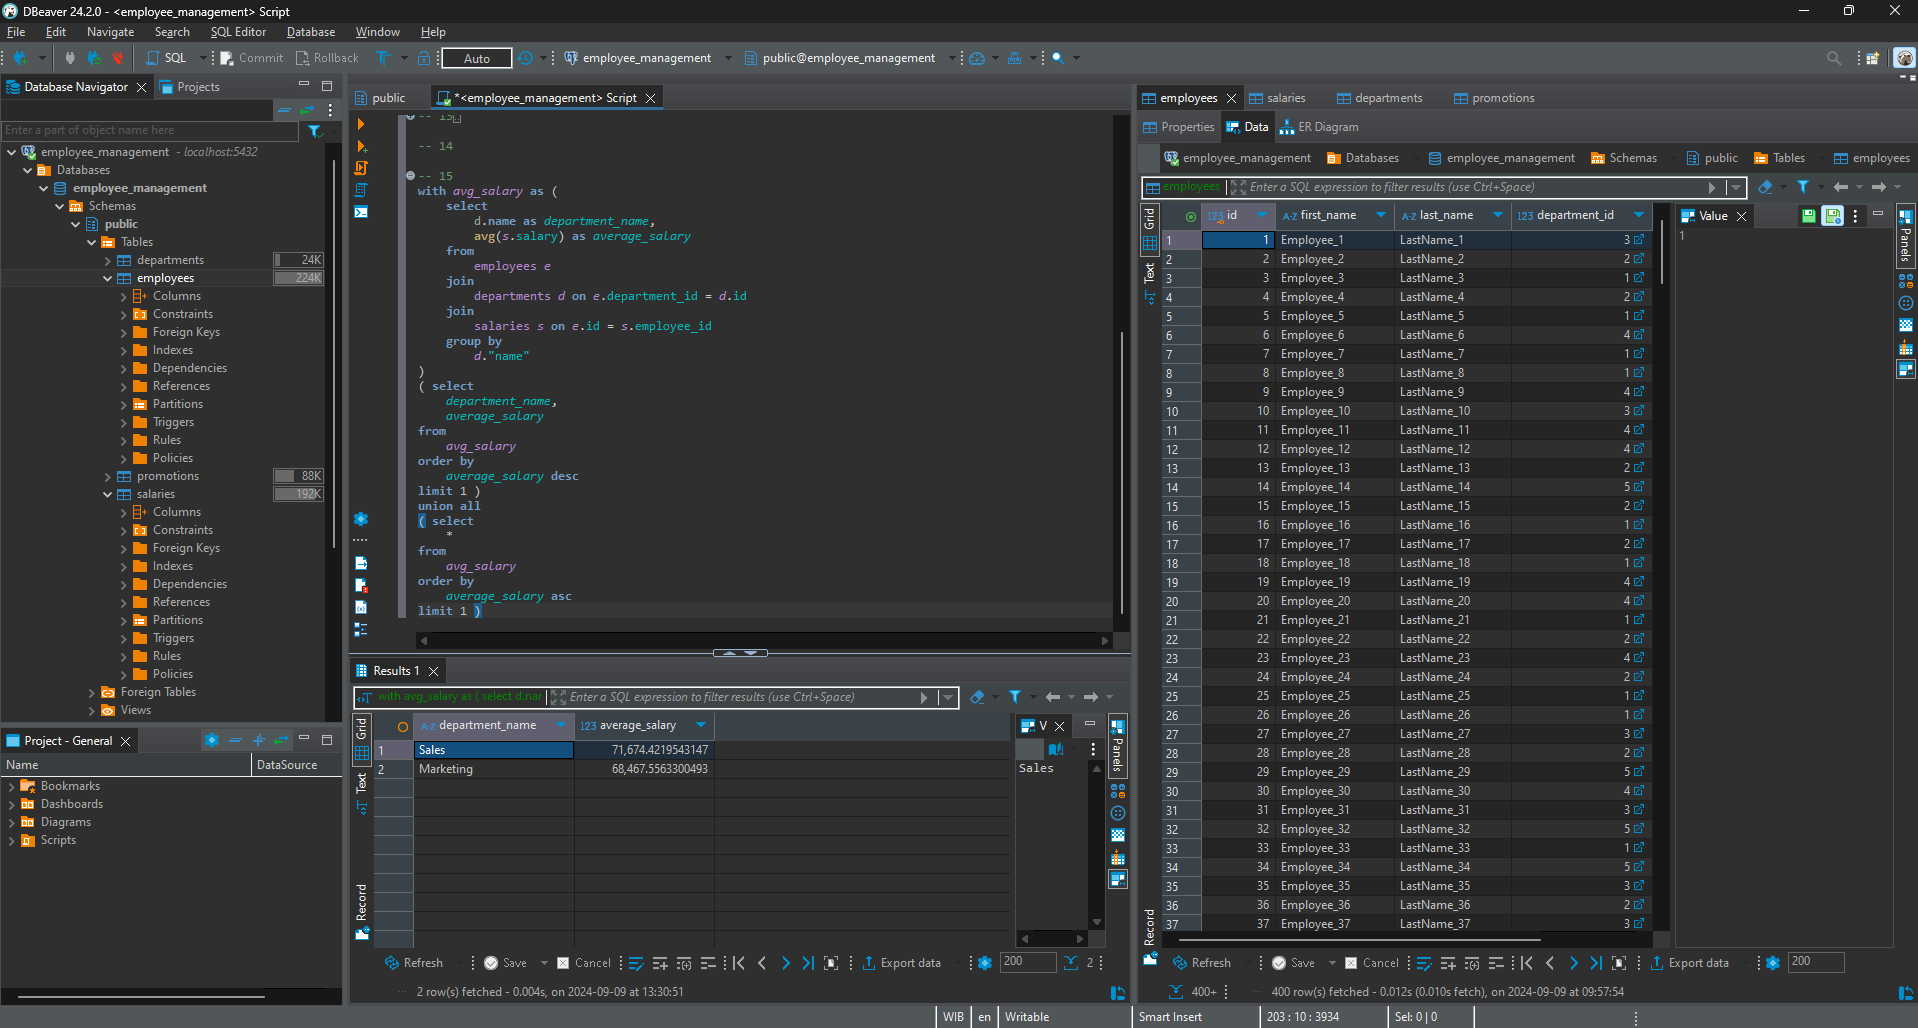 DBeaver 24.2.0 - <employee_management> Script
File Edit Navigate Search SQL Editor Database Window Help
SQL Commit Rollback Auto employee_management public@employee_management
Database Navigator Projects
Enter a part of object name here
employee_management - localhost:5432
Databases
employee_management
Schemas
public
Tables
departments 24K
employees 224K
Columns
Constraints
Foreign Keys
Indexes
Dependencies
References
Partitions
Triggers
Rules
Policies
promotions 88K
salaries 192K
Columns
Constraints
Foreign Keys
Indexes
Dependencies
References
Partitions
Triggers
Rules
Policies
Foreign Tables
Views
Project - General
Name DataSource
Bookmarks
Dashboards
Diagrams
Scripts
public *<employee_management> Script
-- 13
-- 14
-- 15
with avg_salary as (
select
d.name as department_name,
avg(s.salary) as average_salary
from
employees e
join
departments d on e.department_id = d.id
join
salaries s on e.id = s.employee_id
group by
d."name"
)
( select
department_name,
average_salary
from
avg_salary
order by
average_salary desc
limit 1 )
union all
( select
*
from
avg_salary
order by
average_salary asc
limit 1 )
Results 1
with avg_salary as ( select d.nar Enter a SQL expression to filter results (use Ctrl+Space)
Grid
Text
Record
A-Z department_name 123 average_salary
1 Sales 71,674.4219543147
2 Marketing 68,467.5563300493
V
Sales
Panels
Refresh Save Cancel Export data 200 2
2 row(s) fetched - 0.004s, on 2024-09-09 at 13:30:51
employees salaries departments promotions
Properties Data ER Diagram
employee_management Databases employee_management Schemas public Tables employees
employees Enter a SQL expression to filter results (use Ctrl+Space)
Grid
Text
Record
123 id A-Z first_name A-Z last_name 123 department_id
1 1 Employee_1 LastName_1 3
2 2 Employee_2 LastName_2 2
3 3 Employee_3 LastName_3 1
4 4 Employee_4 LastName_4 2
5 5 Employee_5 LastName_5 1
6 6 Employee_6 LastName_6 4
7 7 Employee_7 LastName_7 1
8 8 Employee_8 LastName_8 1
9 9 Employee_9 LastName_9 4
10 10 Employee_10 LastName_10 3
11 11 Employee_11 LastName_11 4
12 12 Employee_12 LastName_12 4
13 13 Employee_13 LastName_13 2
14 14 Employee_14 LastName_14 5
15 15 Employee_15 LastName_15 2
16 16 Employee_16 LastName_16 1
17 17 Employee_17 LastName_17 2
18 18 Employee_18 LastName_18 1
19 19 Employee_19 LastName_19 4
20 20 Employee_20 LastName_20 4
21 21 Employee_21 LastName_21 1
22 22 Employee_22 LastName_22 2
23 23 Employee_23 LastName_23 4
24 24 Employee_24 LastName_24 2
25 25 Employee_25 LastName_25 1
26 26 Employee_26 LastName_26 1
27 27 Employee_27 LastName_27 3
28 28 Employee_28 LastName_28 2
29 29 Employee_29 LastName_29 5
30 30 Employee_30 LastName_30 4
31 31 Employee_31 LastName_31 3
32 32 Employee_32 LastName_32 5
33 33 Employee_33 LastName_33 1
34 34 Employee_34 LastName_34 5
35 35 Employee_35 LastName_35 3
36 36 Employee_36 LastName_36 2
37 37 Employee_37 LastName_37 3
Value
1
Panels
Refresh Save Cancel Export data 200
400+ 400 row(s) fetched - 0.012s (0.010s fetch), on 2024-09-09 at 09:57:54
WIB en Writable Smart Insert 203 : 10 : 3934 Sel: 0 | 0